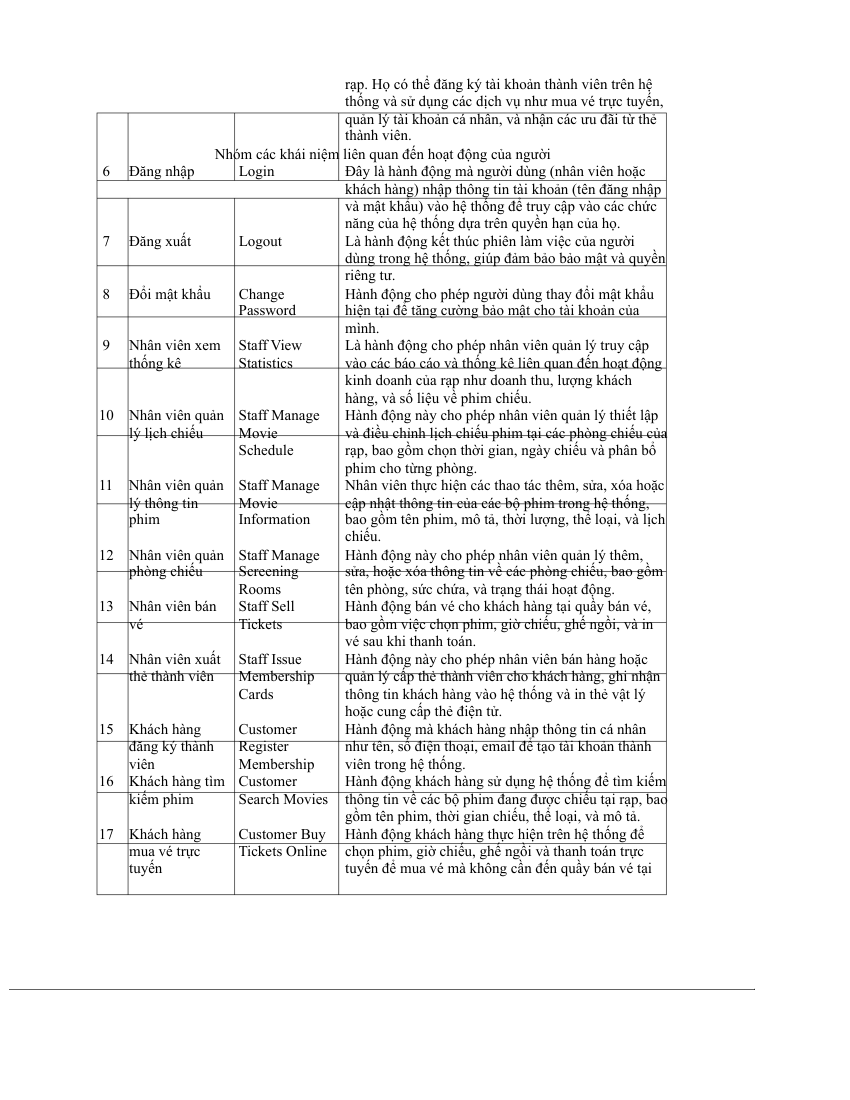 rạp. Họ có thể đăng ký tài khoản thành viên trên hệ
thống và sử dụng các dịch vụ như mua vé trực tuyến,
quản lý tài khoản cá nhân, và nhận các ưu đãi từ thẻ
thành viên.
Nhóm các khái niệm liên quan đến hoạt động của người
6 Đăng nhập Login Đây là hành động mà người dùng (nhân viên hoặc
khách hàng) nhập thông tin tài khoản (tên đăng nhập
và mật khẩu) vào hệ thống để truy cập vào các chức
năng của hệ thống dựa trên quyền hạn của họ.
7 Đăng xuất Logout Là hành động kết thúc phiên làm việc của người
dùng trong hệ thống, giúp đảm bảo bảo mật và quyền
riêng tư.
8 Đổi mật khẩu Change Hành động cho phép người dùng thay đổi mật khẩu
Password hiện tại để tăng cường bảo mật cho tài khoản của
mình.
9 Nhân viên xem Staff View Là hành động cho phép nhân viên quản lý truy cập
thống kê Statistics vào các báo cáo và thống kê liên quan đến hoạt động
kinh doanh của rạp như doanh thu, lượng khách
hàng, và số liệu về phim chiếu.
10 Nhân viên quản Staff Manage Hành động này cho phép nhân viên quản lý thiết lập
lý lịch chiếu Movie và điều chỉnh lịch chiếu phim tại các phòng chiếu của
Schedule rạp, bao gồm chọn thời gian, ngày chiếu và phân bổ
phim cho từng phòng.
11 Nhân viên quản Staff Manage Nhân viên thực hiện các thao tác thêm, sửa, xóa hoặc
lý thông tin Movie cập nhật thông tin của các bộ phim trong hệ thống,
phim Information bao gồm tên phim, mô tả, thời lượng, thể loại, và lịch
chiếu.
12 Nhân viên quản Staff Manage Hành động này cho phép nhân viên quản lý thêm,
phòng chiếu Screening sửa, hoặc xóa thông tin về các phòng chiếu, bao gồm
Rooms tên phòng, sức chứa, và trạng thái hoạt động.
13 Nhân viên bán Staff Sell Hành động bán vé cho khách hàng tại quầy bán vé,
vé Tickets bao gồm việc chọn phim, giờ chiếu, ghế ngồi, và in
vé sau khi thanh toán.
14 Nhân viên xuất Staff Issue Hành động này cho phép nhân viên bán hàng hoặc
thẻ thành viên Membership quản lý cấp thẻ thành viên cho khách hàng, ghi nhận
Cards thông tin khách hàng vào hệ thống và in thẻ vật lý
hoặc cung cấp thẻ điện tử.
15 Khách hàng Customer Hành động mà khách hàng nhập thông tin cá nhân
đăng ký thành Register như tên, số điện thoại, email để tạo tài khoản thành
viên Membership viên trong hệ thống.
16 Khách hàng tìm Customer Hành động khách hàng sử dụng hệ thống để tìm kiếm
kiếm phim Search Movies thông tin về các bộ phim đang được chiếu tại rạp, bao
gồm tên phim, thời gian chiếu, thể loại, và mô tả.
17 Khách hàng Customer Buy Hành động khách hàng thực hiện trên hệ thống để
mua vé trực Tickets Online chọn phim, giờ chiếu, ghế ngồi và thanh toán trực
tuyến tuyến để mua vé mà không cần đến quầy bán vé tại